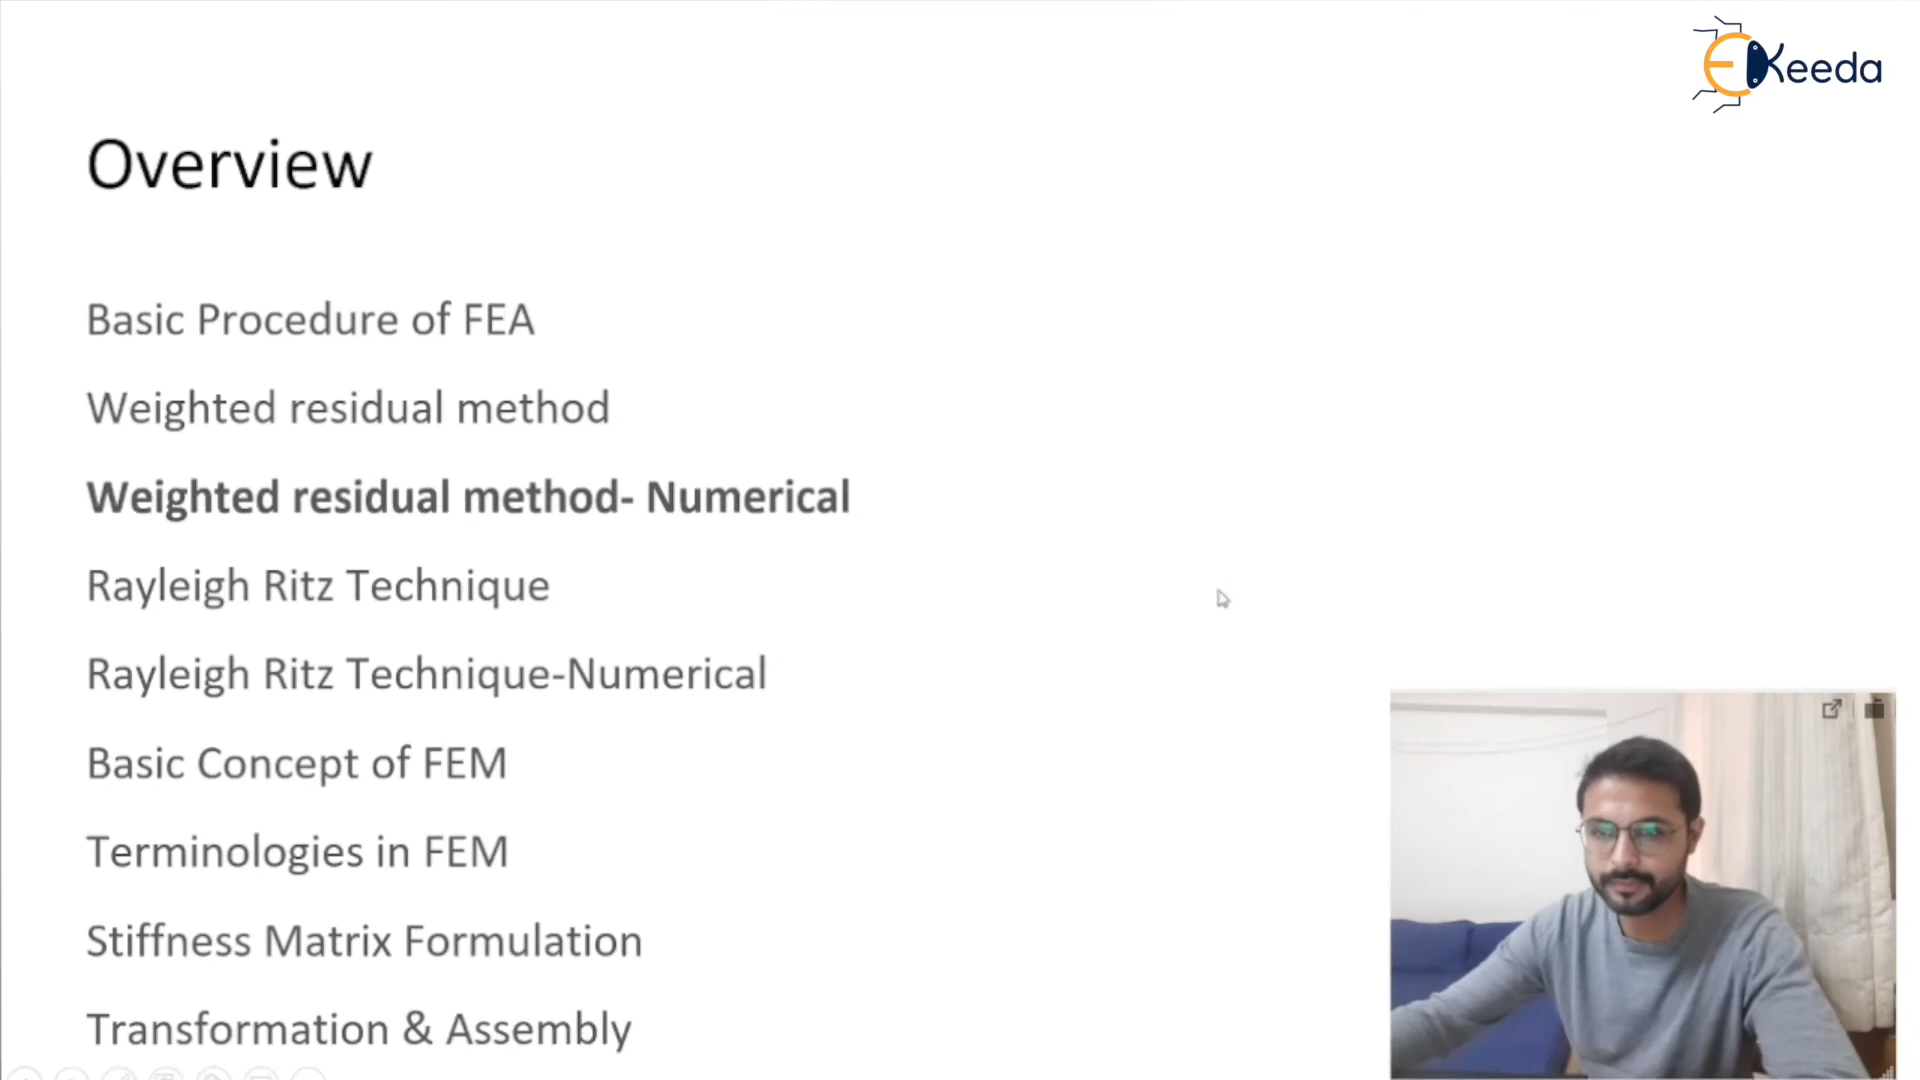 EKeeda
Overview
Basic Procedure of FEA
Weighted residual method
Weighted residual method- Numerical
Rayleigh Ritz Technique
Rayleigh Ritz Technique-Numerical
Basic Concept of FEM
Terminologies in FEM
Stiffness Matrix Formulation
Transformation & Assembly